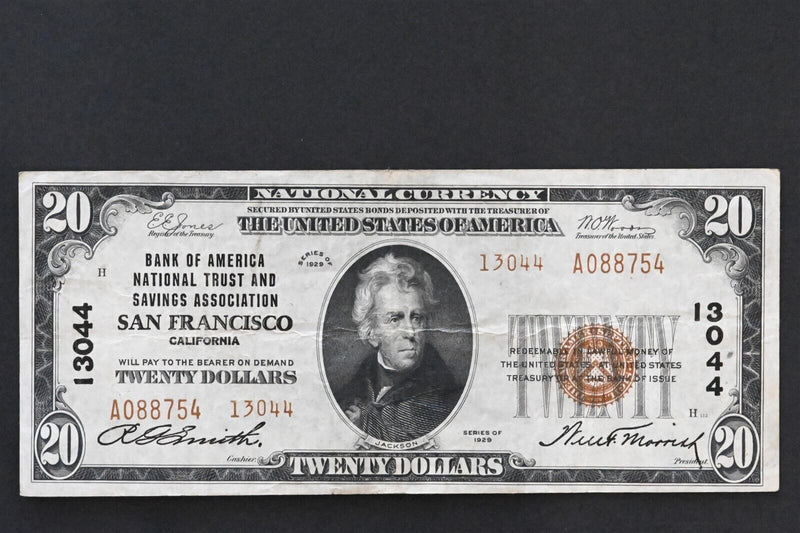 NATIONAL CURRENCY
SECURED BY UNITED STATES BONDS DEPOSITED WITH THE TREASURER OF
THE UNITED STATES OF AMERICA
20
20
E.E. Jones
Register of the Treasury
W.O. Woods
Treasurer of the United States
H
BANK OF AMERICA
NATIONAL TRUST AND
SAVINGS ASSOCIATION
SAN FRANCISCO
CALIFORNIA
WILL PAY TO THE BEARER ON DEMAND
TWENTY DOLLARS
A088754 13044
13044
SERIES OF
1929
JACKSON
13044 A088754
TWENTY
REDEEMABLE IN LAWFUL MONEY OF
THE UNITED STATES AT UNITED STATES
TREASURY OR AT THE BANK OF ISSUE
13044
H
SERIES OF
1929
20
Cashier
TWENTY DOLLARS
President
20